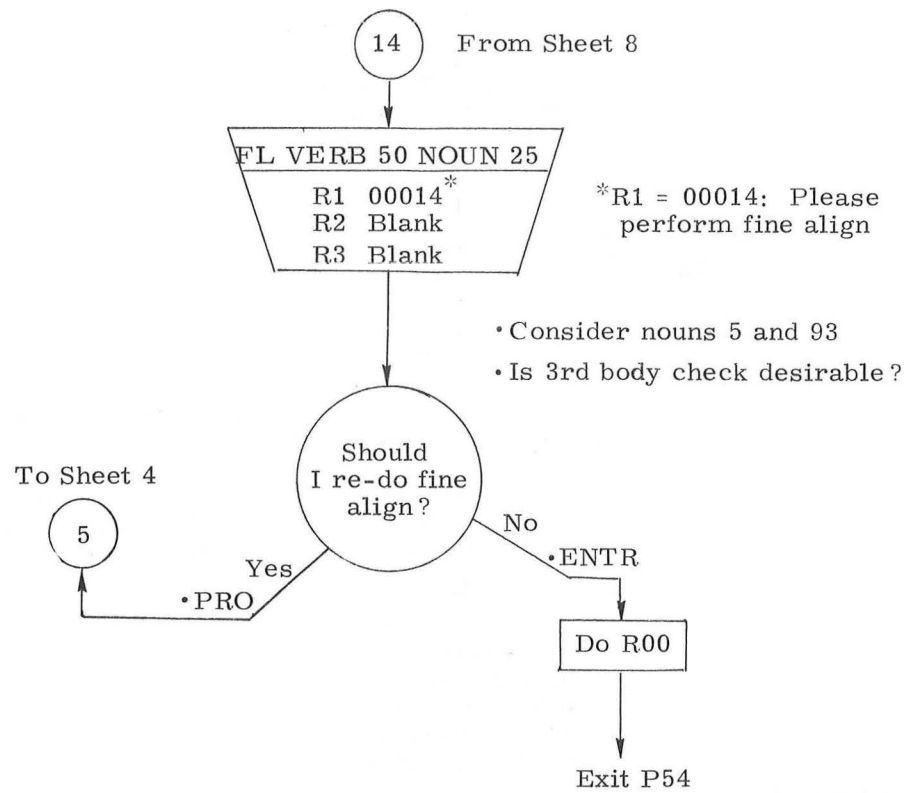 14
From Sheet 8
FL VERB 50 NOUN 25
R1 00014*
R2 Blank
R3 Blank
*R1 = 00014: Please
perform fine align
• Consider nouns 5 and 93
• Is 3rd body check desirable?
Should
I re-do fine
align?
To Sheet 4
5
Yes
• PRO
No
• ENTR
Do R00
Exit P54